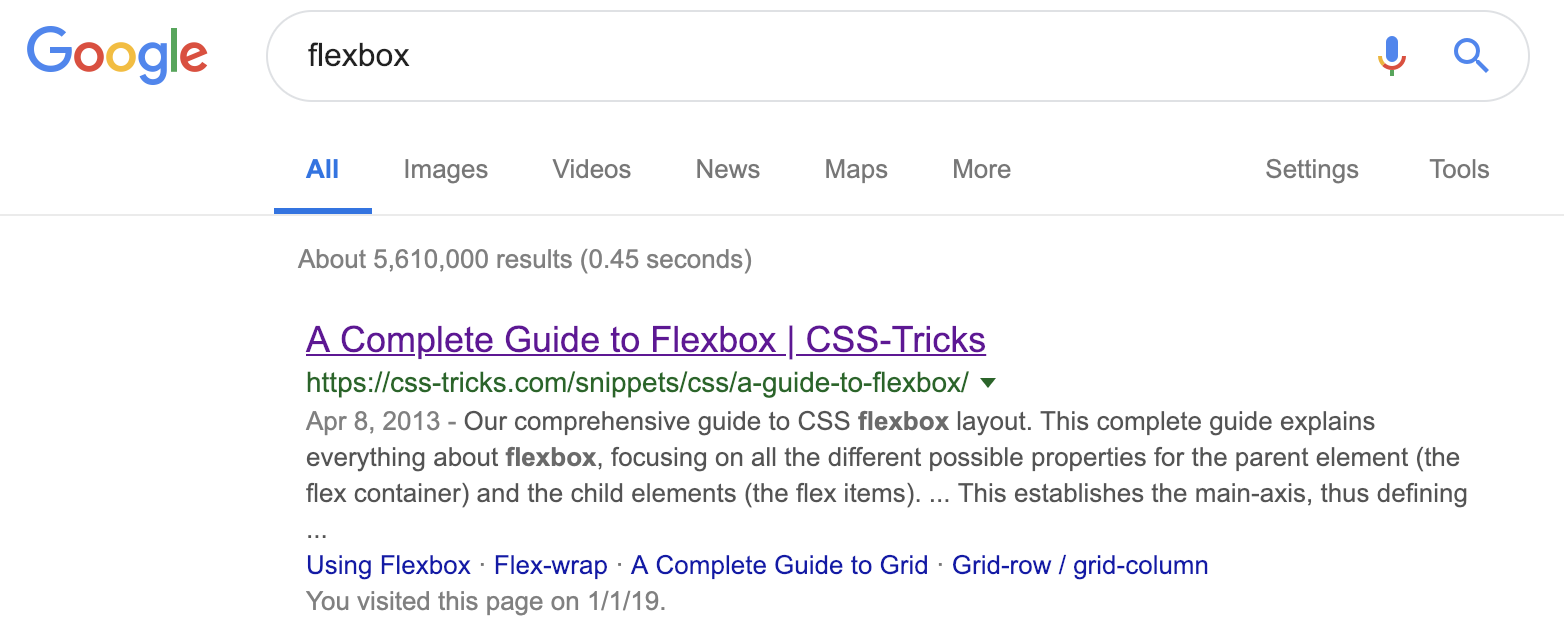 Google
flexbox
All Images Videos News Maps More Settings Tools
About 5,610,000 results (0.45 seconds)
A Complete Guide to Flexbox | CSS-Tricks
https://css-tricks.com/snippets/css/a-guide-to-flexbox/
Apr 8, 2013 - Our comprehensive guide to CSS flexbox layout. This complete guide explains
everything about flexbox, focusing on all the different possible properties for the parent element (the
flex container) and the child elements (the flex items). ... This establishes the main-axis, thus defining
...
Using Flexbox · Flex-wrap · A Complete Guide to Grid · Grid-row / grid-column
You visited this page on 1/1/19.